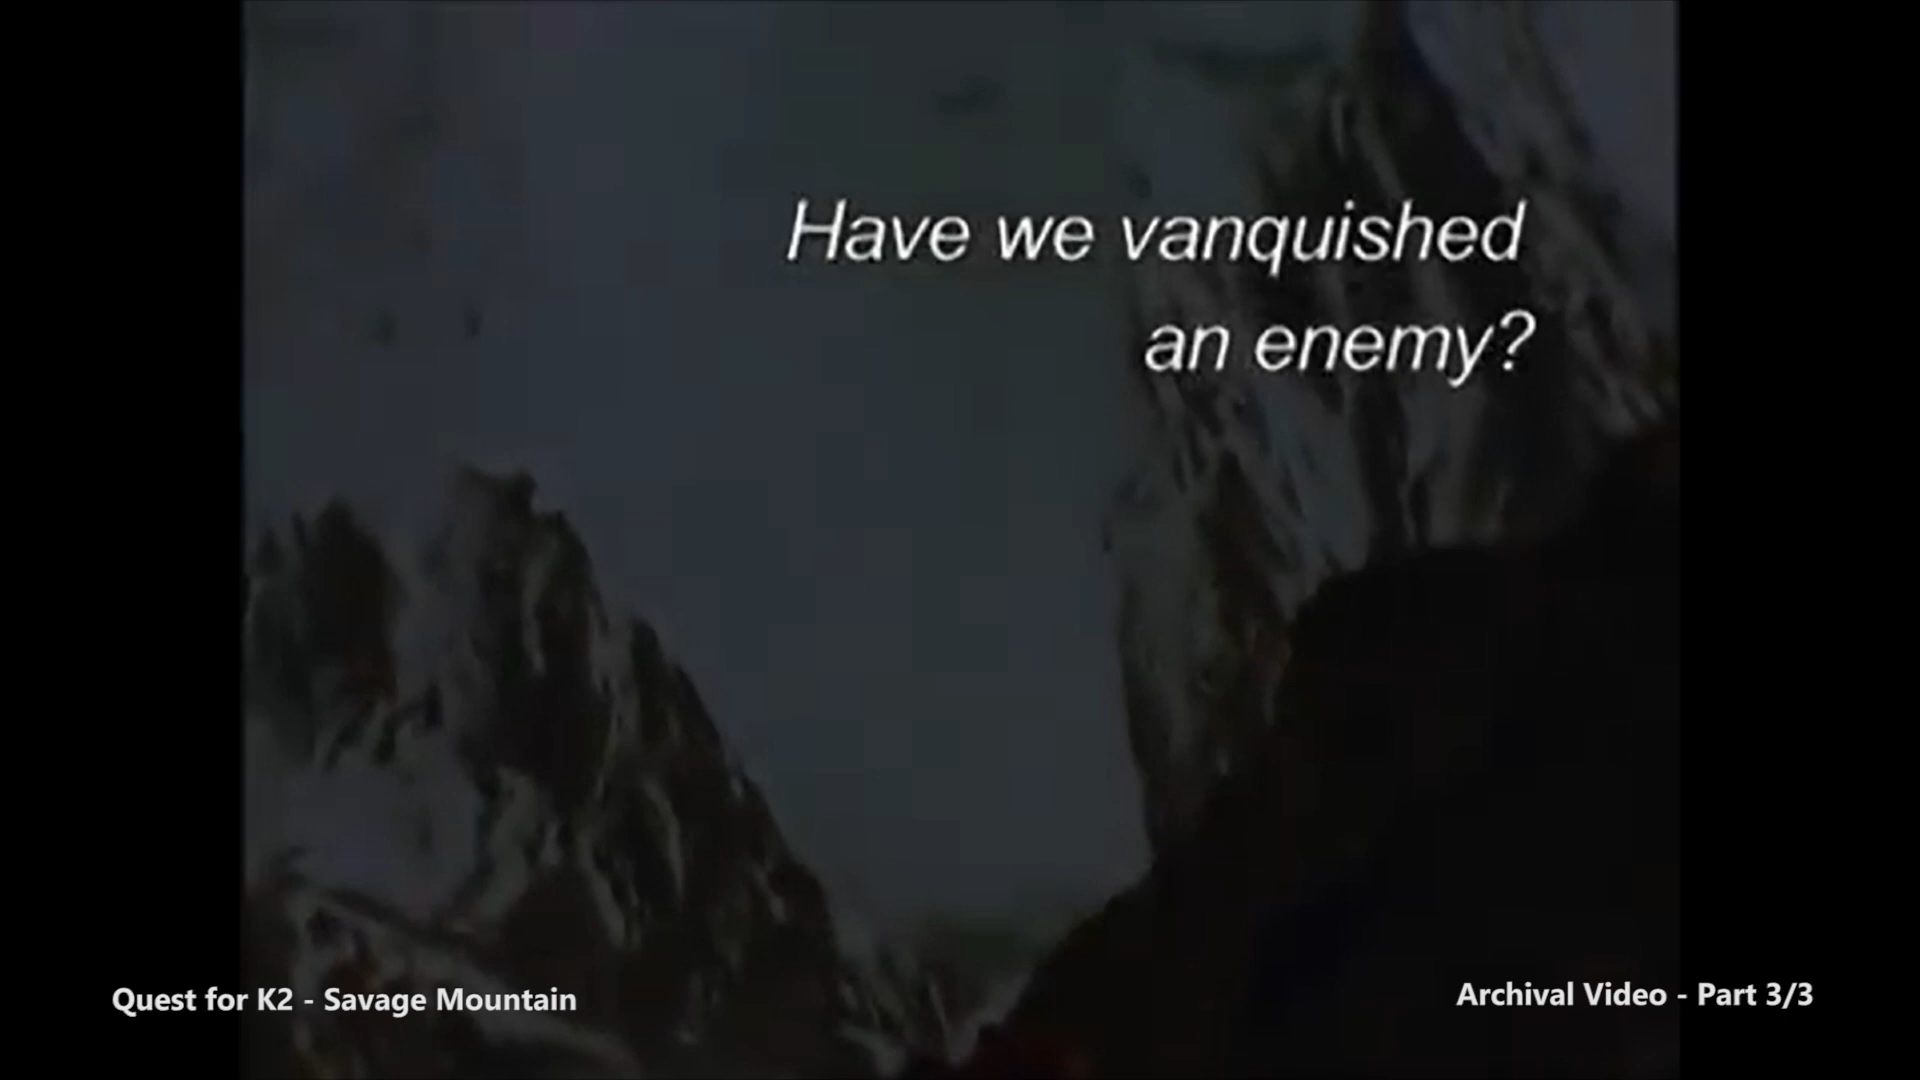 Have we vanquished
an enemy?
Quest for K2 - Savage Mountain
Archival Video - Part 3/3